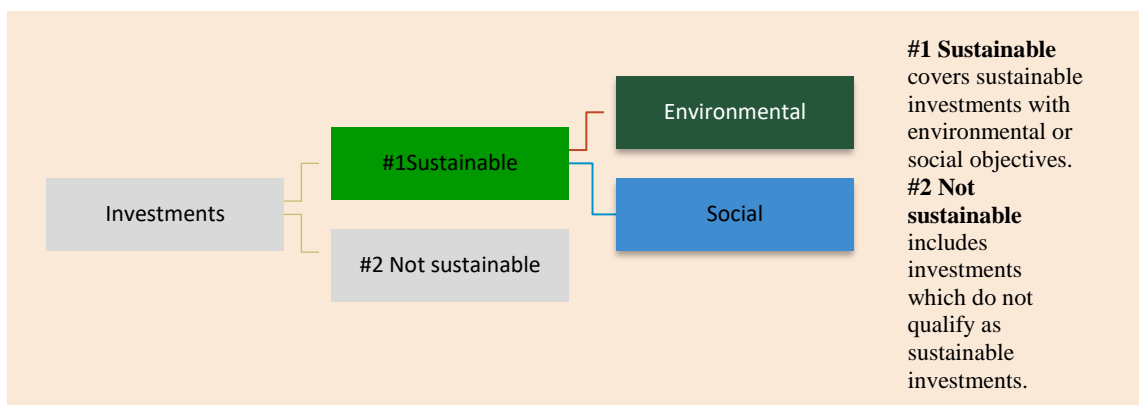 Investments
#1Sustainable
#2 Not sustainable
Environmental
Social
#1 Sustainable
covers sustainable
investments with
environmental or
social objectives.
#2 Not
sustainable
includes
investments
which do not
qualify as
sustainable
investments.